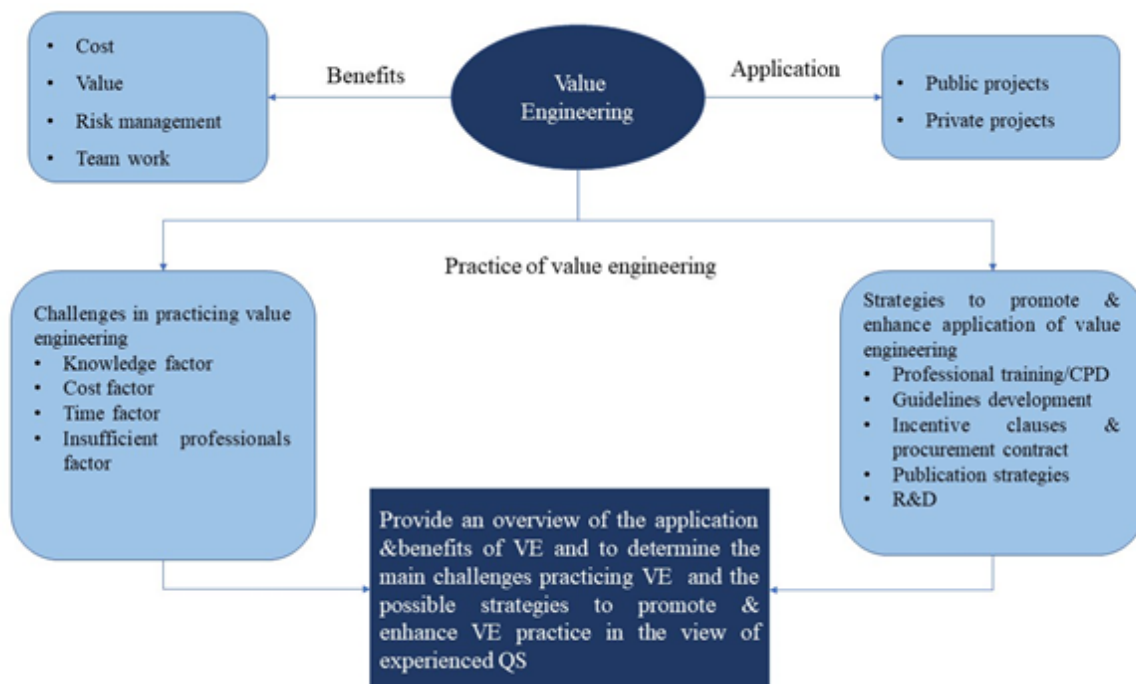 • Cost
• Value
• Risk management
• Team work
Benefits
Value
Engineering
Application
• Public projects
• Private projects
Practice of value engineering
Challenges in practicing value
engineering
• Knowledge factor
• Cost factor
• Time factor
• Insufficient professionals
factor
Strategies to promote &
enhance application of value
engineering
• Professional training/CPD
• Guidelines development
• Incentive clauses &
procurement contract
• Publication strategies
• R&D
Provide an overview of the application
&benefits of VE and to determine the
main challenges practicing VE and the
possible strategies to promote &
enhance VE practice in the view of
experienced QS